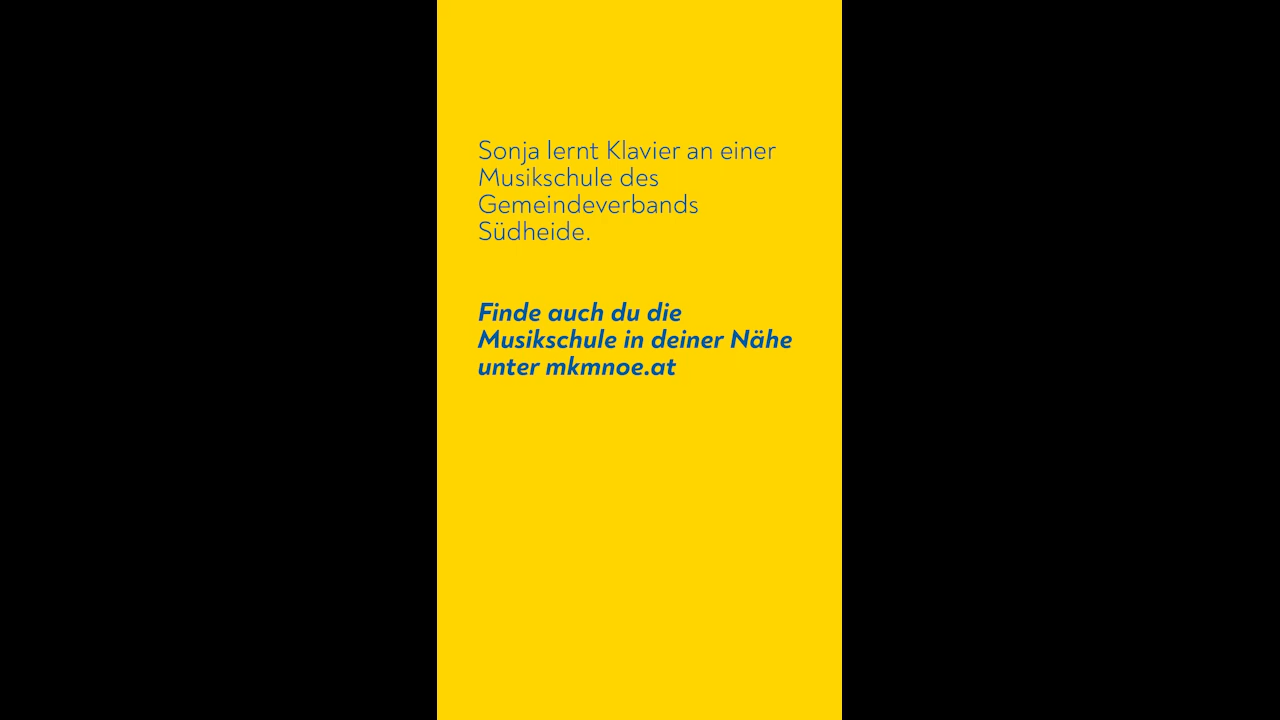 Sonja lernt Klavier an einer
Musikschule des
Gemeindeverbands
Südheide.
Finde auch du die
Musikschule in deiner Nähe
unter mkmnoe.at